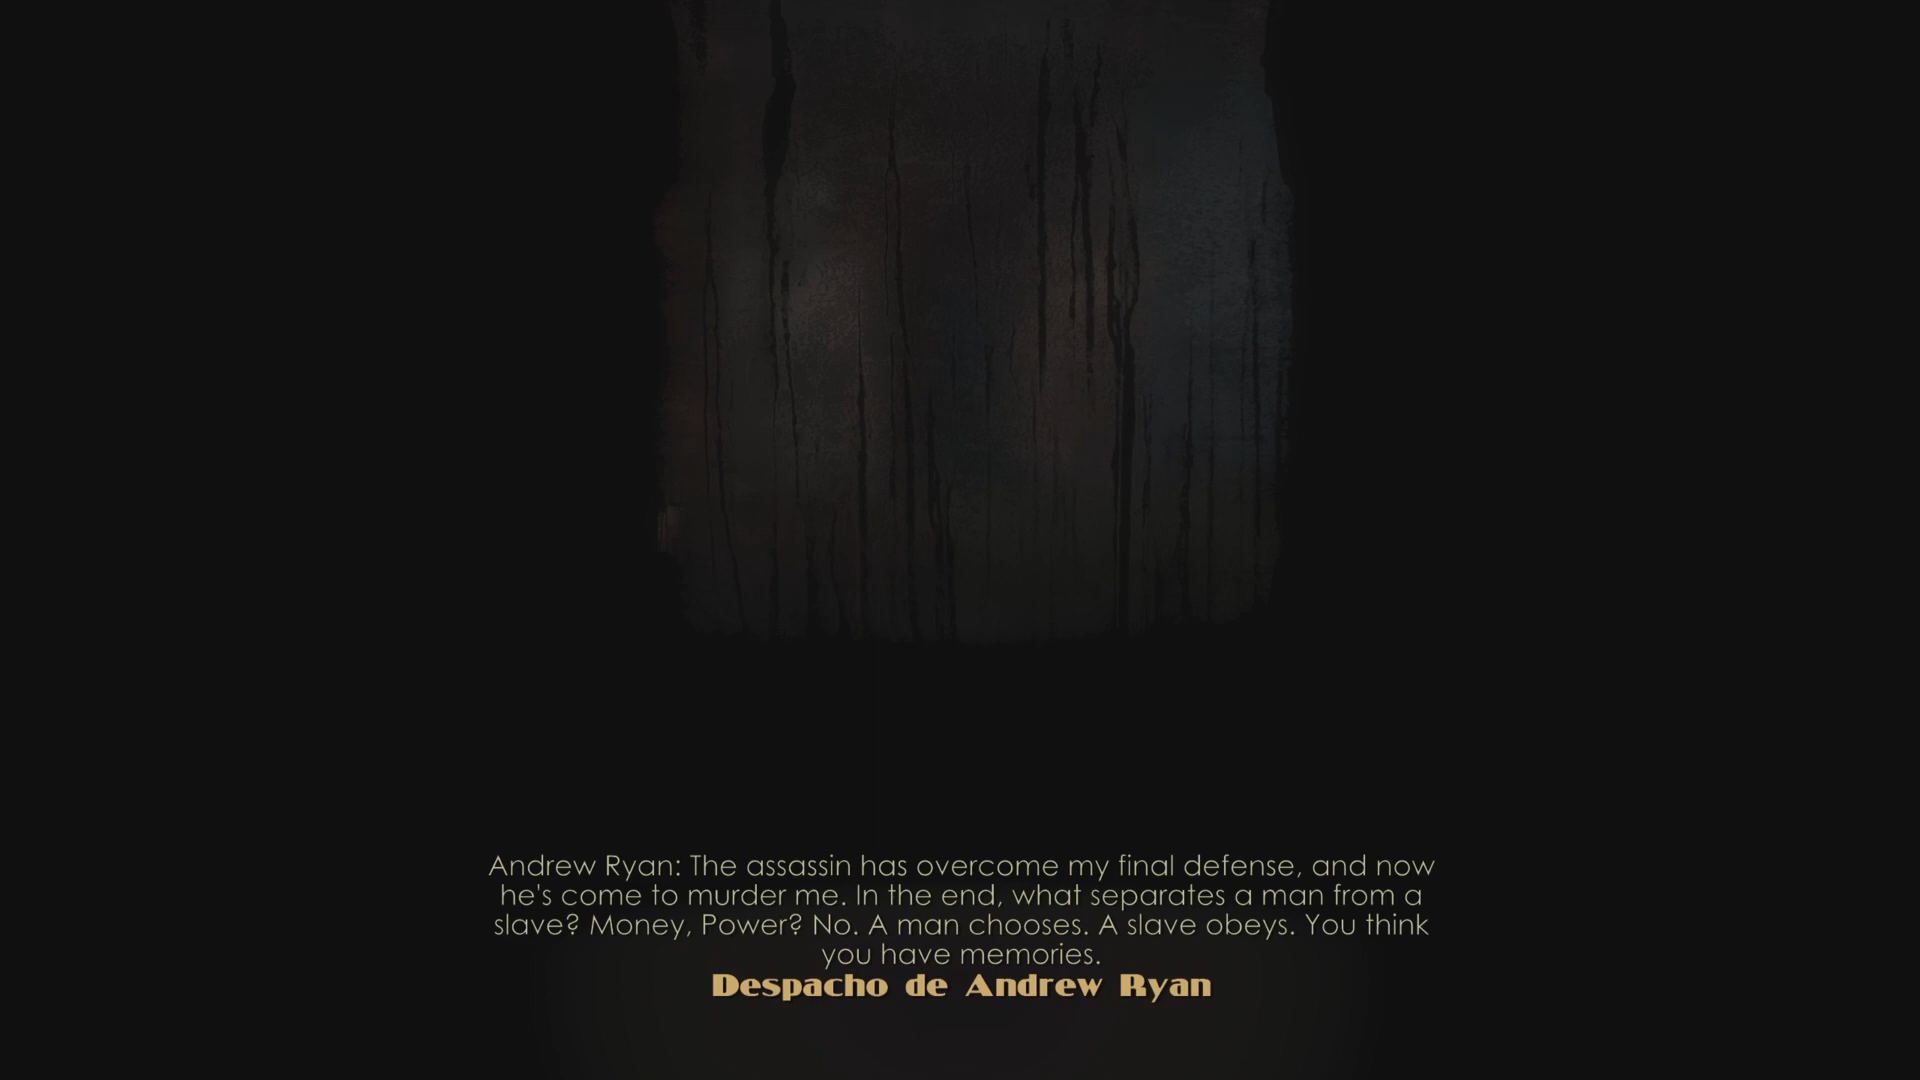 Andrew Ryan: The assassin has overcome my final defense, and now
he's come to murder me. In the end, what separates a man from a
slave? Money, Power? No. A man chooses. A slave obeys. You think
you have memories.
Despacho de Andrew Ryan